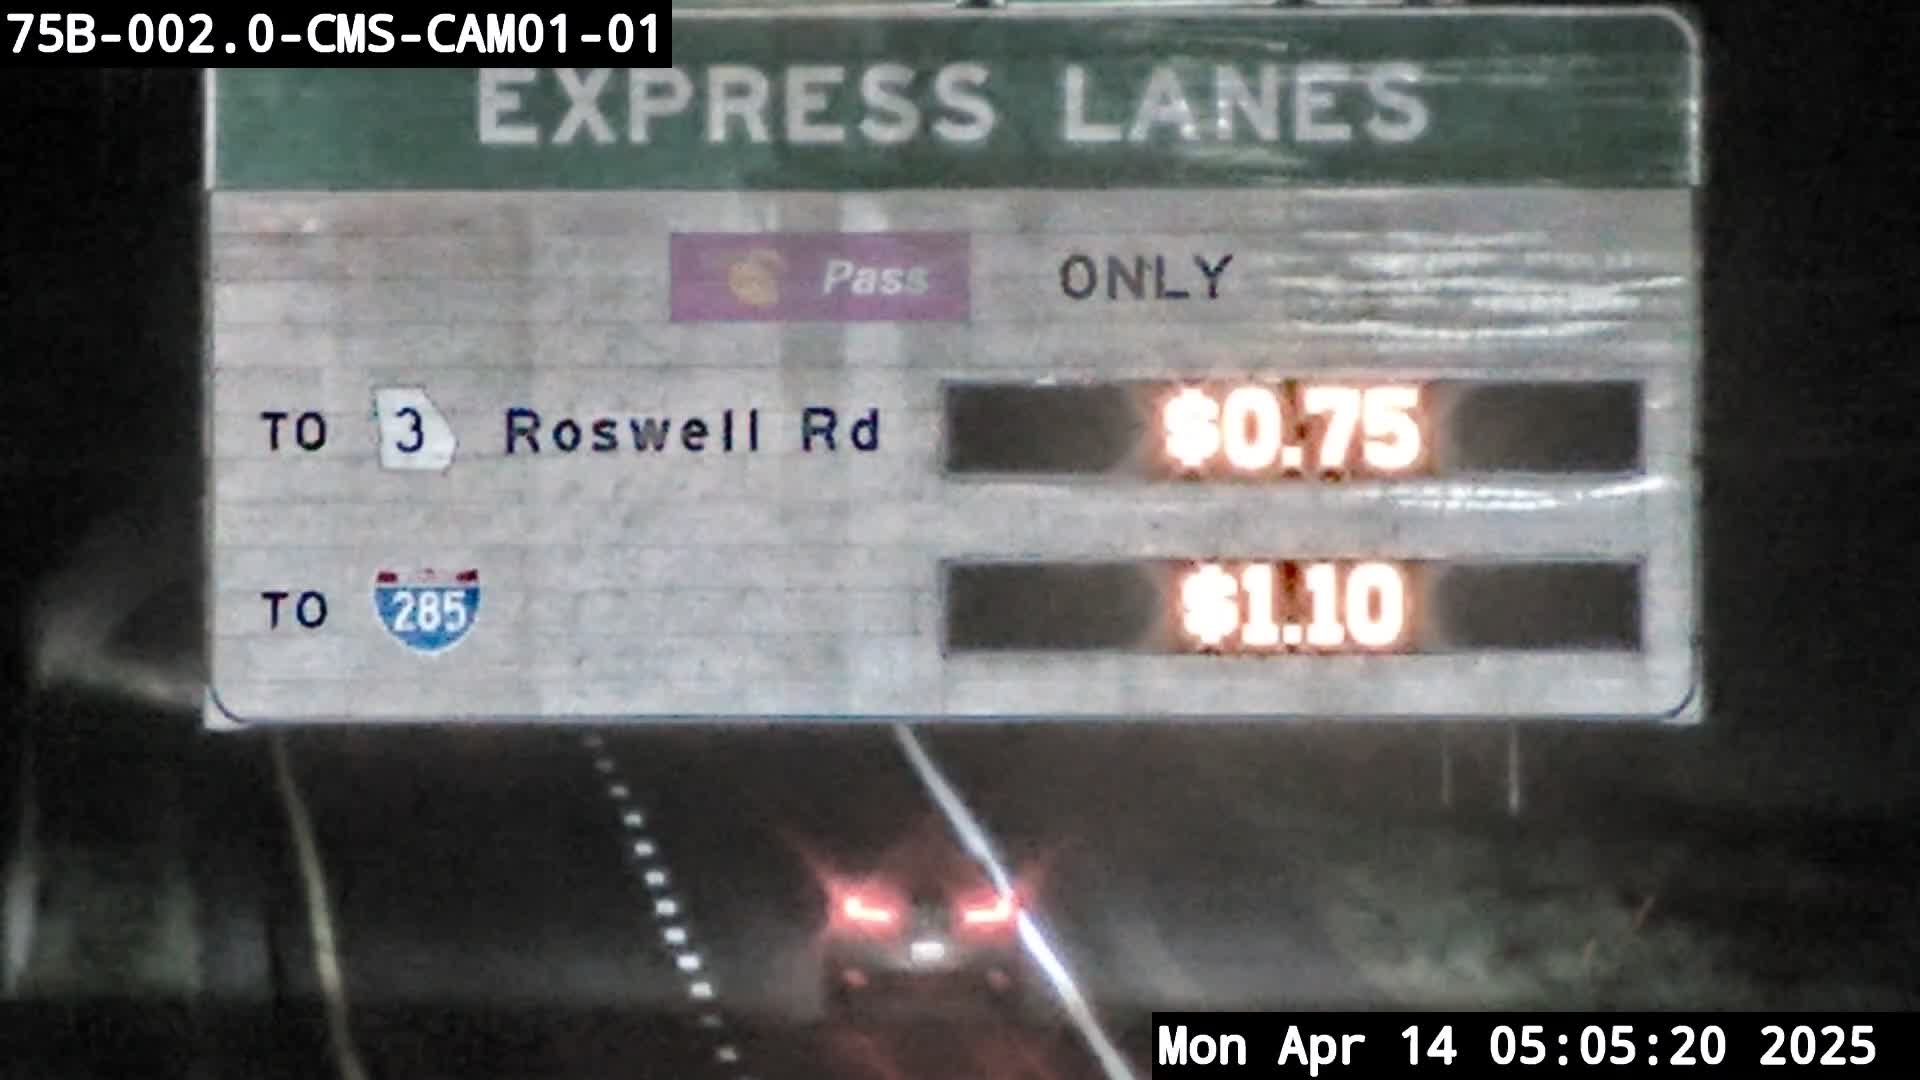 75B-002.0-CMS-CAM01-01
EXPRESS LANES
Pass ONLY
TO 3 Roswell Rd $0.75
TO 285 $1.10
Mon Apr 14 05:05:20 2025